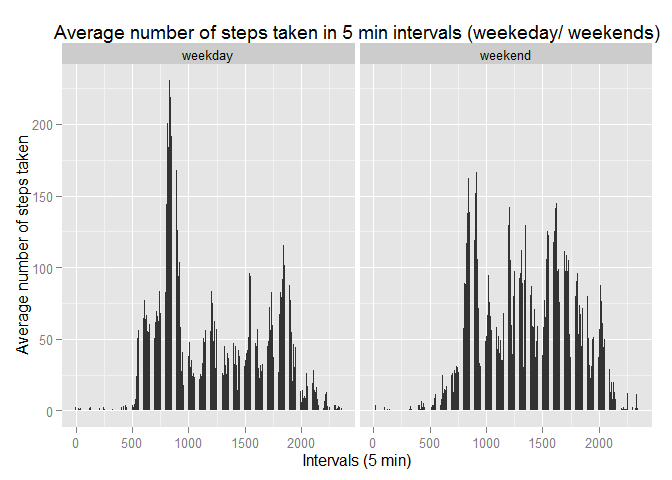 Average number of steps taken in 5 min intervals (weekeday/ weekends)
weekday weekend
Average number of steps taken
200
150
100
50
0
0 500 1000 1500 2000 0 500 1000 1500 2000
Intervals (5 min)